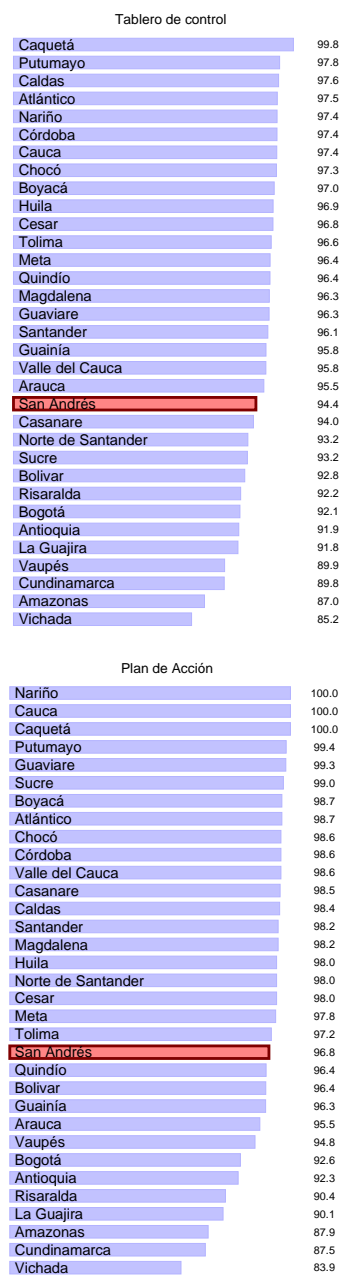 Tablero de control
Caquetá 99.8
Putumayo 97.8
Caldas 97.6
Atlántico 97.5
Nariño 97.4
Córdoba 97.4
Cauca 97.4
Chocó 97.3
Boyacá 97.0
Huila 96.9
Cesar 96.8
Tolima 96.6
Meta 96.4
Quindío 96.4
Magdalena 96.3
Guaviare 96.3
Santander 96.1
Guainía 95.8
Valle del Cauca 95.8
Arauca 95.5
San Andrés 94.4
Casanare 94.0
Norte de Santander 93.2
Sucre 93.2
Bolivar 92.8
Risaralda 92.2
Bogotá 92.1
Antioquia 91.9
La Guajira 91.8
Vaupés 89.9
Cundinamarca 89.8
Amazonas 87.0
Vichada 85.2
Plan de Acción
Nariño 100.0
Cauca 100.0
Caquetá 100.0
Putumayo 99.4
Guaviare 99.3
Sucre 99.0
Boyacá 98.7
Atlántico 98.7
Chocó 98.6
Córdoba 98.6
Valle del Cauca 98.6
Casanare 98.5
Caldas 98.4
Santander 98.2
Magdalena 98.2
Huila 98.0
Norte de Santander 98.0
Cesar 98.0
Meta 97.8
Tolima 97.2
San Andrés 96.8
Quindío 96.4
Bolivar 96.4
Guainía 96.3
Arauca 95.5
Vaupés 94.8
Bogotá 92.6
Antioquia 92.3
Risaralda 90.4
La Guajira 90.1
Amazonas 87.9
Cundinamarca 87.5
Vichada 83.9